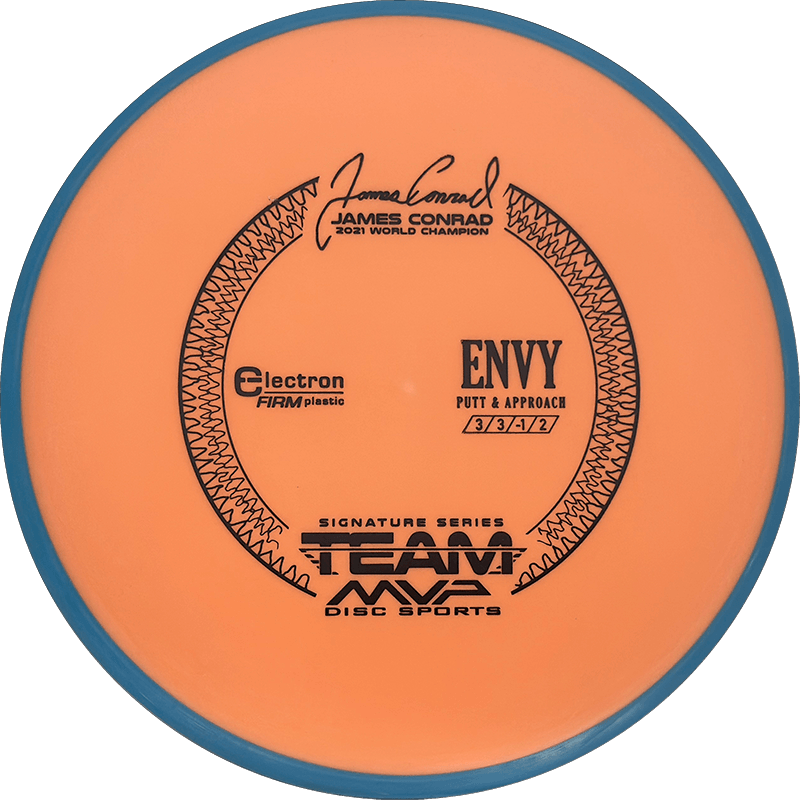 James Conrad
JAMES CONRAD
2021 WORLD CHAMPION
electron
FIRM plastic
ENVY
PUTT & APPROACH
3/3/-1/2
SIGNATURE SERIES
TEAM
MVP
DISC SPORTS